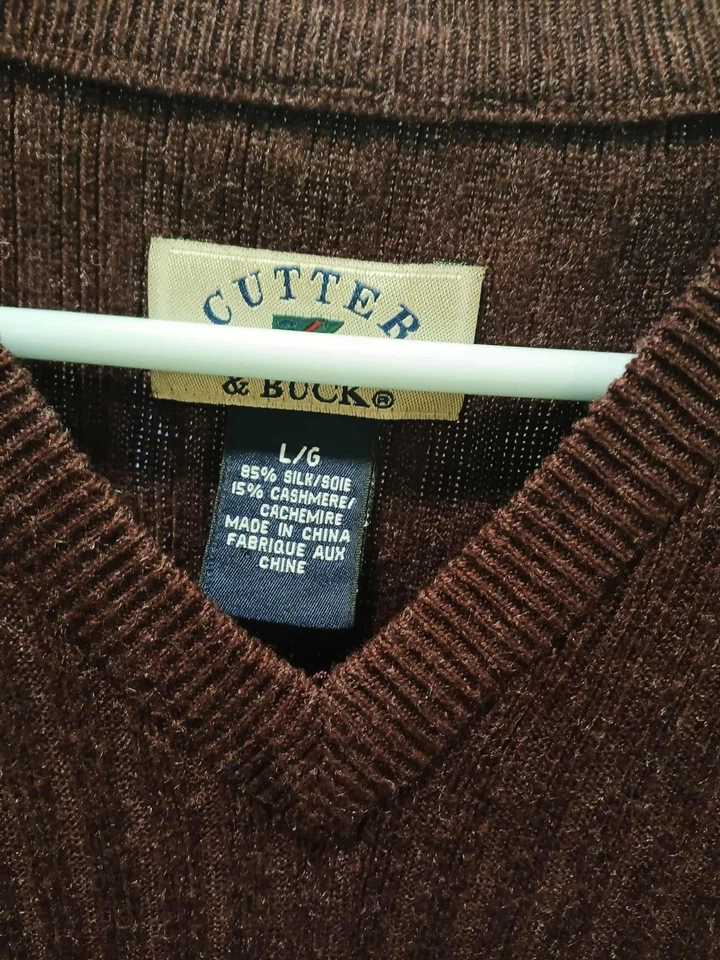 CUTTER
& BUCK®
L/G
85% SILK/SOIE
15% CASHMERE/
CACHEMIRE
MADE IN CHINA
FABRIQUE AUX
CHINE